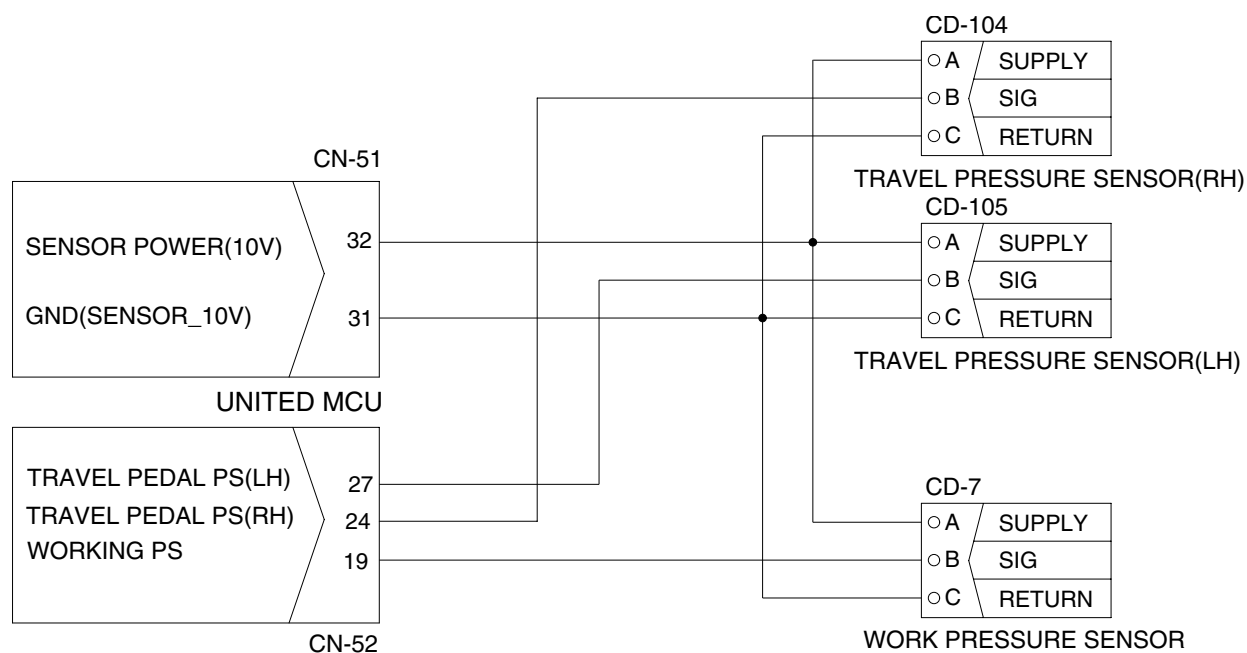 CD-104
A SUPPLY
B SIG
C RETURN
TRAVEL PRESSURE SENSOR(RH)
CN-51
SENSOR POWER(10V) 32
GND(SENSOR_10V) 31
UNITED MCU
CD-105
A SUPPLY
B SIG
C RETURN
TRAVEL PRESSURE SENSOR(LH)
TRAVEL PEDAL PS(LH) 27
TRAVEL PEDAL PS(RH) 24
WORKING PS 19
CN-52
CD-7
A SUPPLY
B SIG
C RETURN
WORK PRESSURE SENSOR